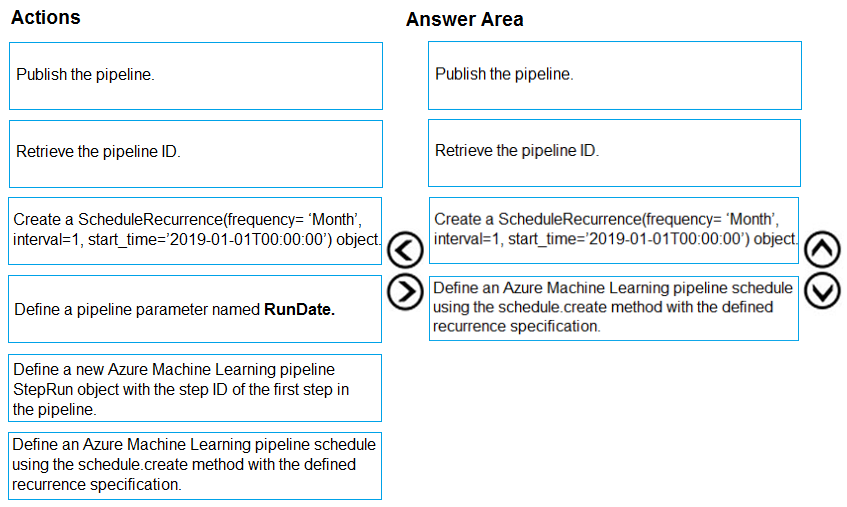 Actions
Publish the pipeline.
Retrieve the pipeline ID.
Create a ScheduleRecurrence(frequency= ‘Month’,
interval=1, start_time=’2019-01-01T00:00:00’) object.
Define a pipeline parameter named RunDate.
Define a new Azure Machine Learning pipeline
StepRun object with the step ID of the first step in
the pipeline.
Define an Azure Machine Learning pipeline schedule
using the schedule.create method with the defined
recurrence specification.
Answer Area
Publish the pipeline.
Retrieve the pipeline ID.
Create a ScheduleRecurrence(frequency= ‘Month’,
interval=1, start_time=’2019-01-01T00:00:00’) object.
Define an Azure Machine Learning pipeline schedule
using the schedule.create method with the defined
recurrence specification.